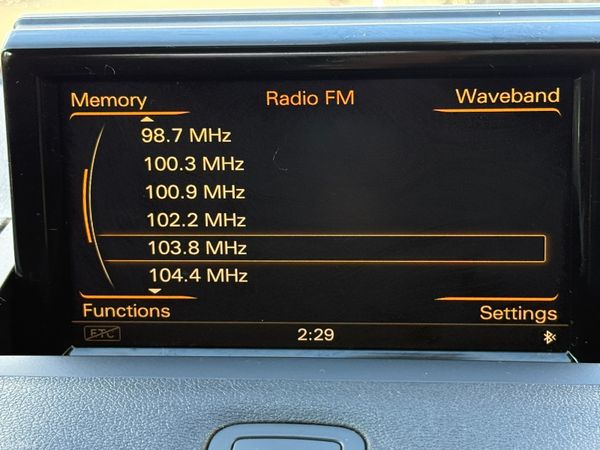 Memory
Radio FM
Waveband
98.7 MHz
100.3 MHz
100.9 MHz
102.2 MHz
103.8 MHz
104.4 MHz
Functions
Settings
ETC
2:29